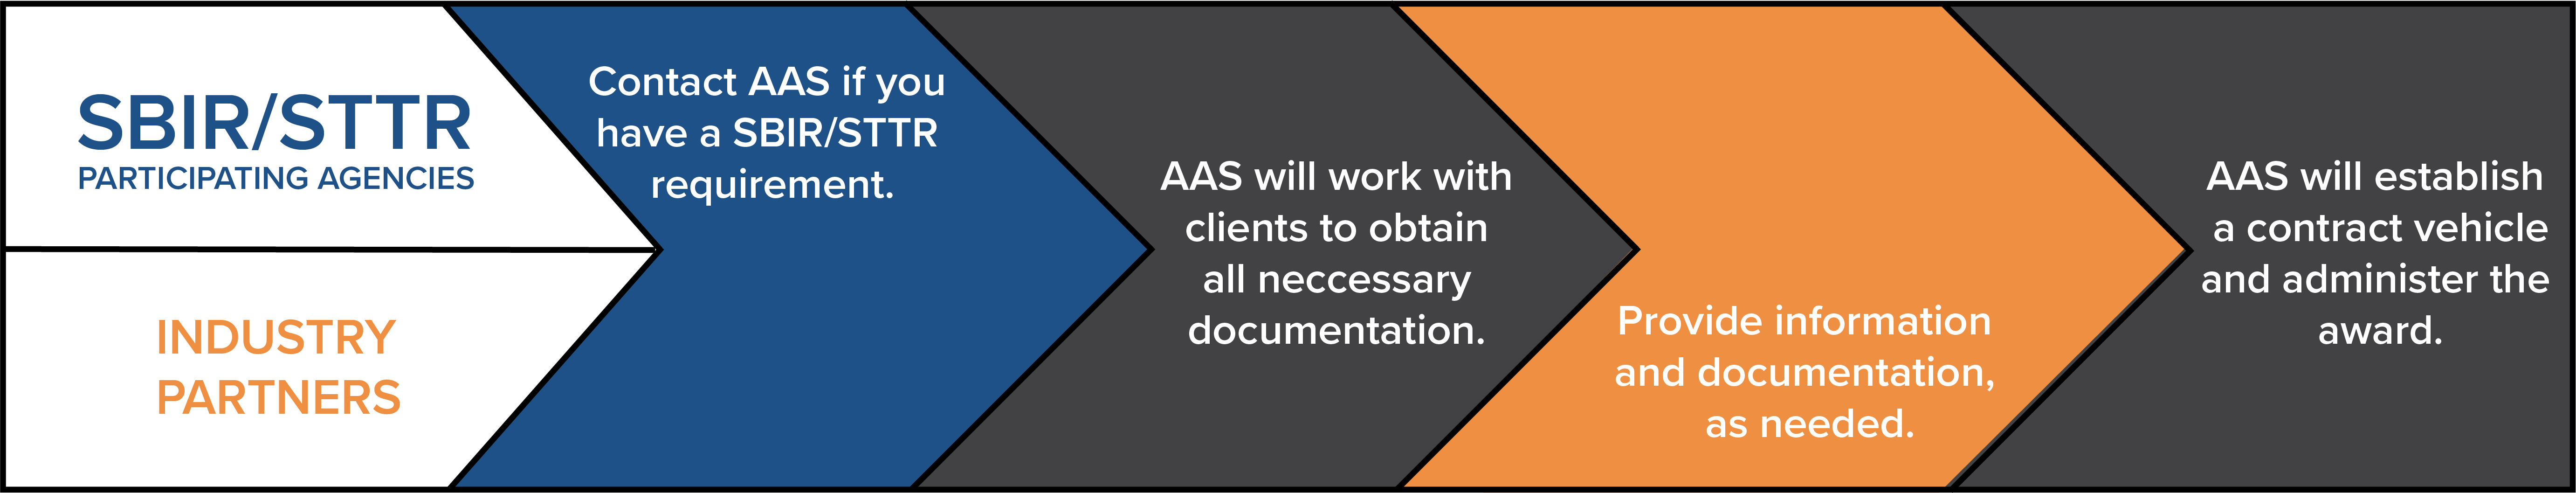 SBIR/STTR
PARTICIPATING AGENCIES
INDUSTRY
PARTNERS
Contact AAS if you
have a SBIR/STTR
requirement.
AAS will work with
clients to obtain
all neccessary
documentation.
Provide information
and documentation,
as needed.
AAS will establish
a contract vehicle
and administer the
award.